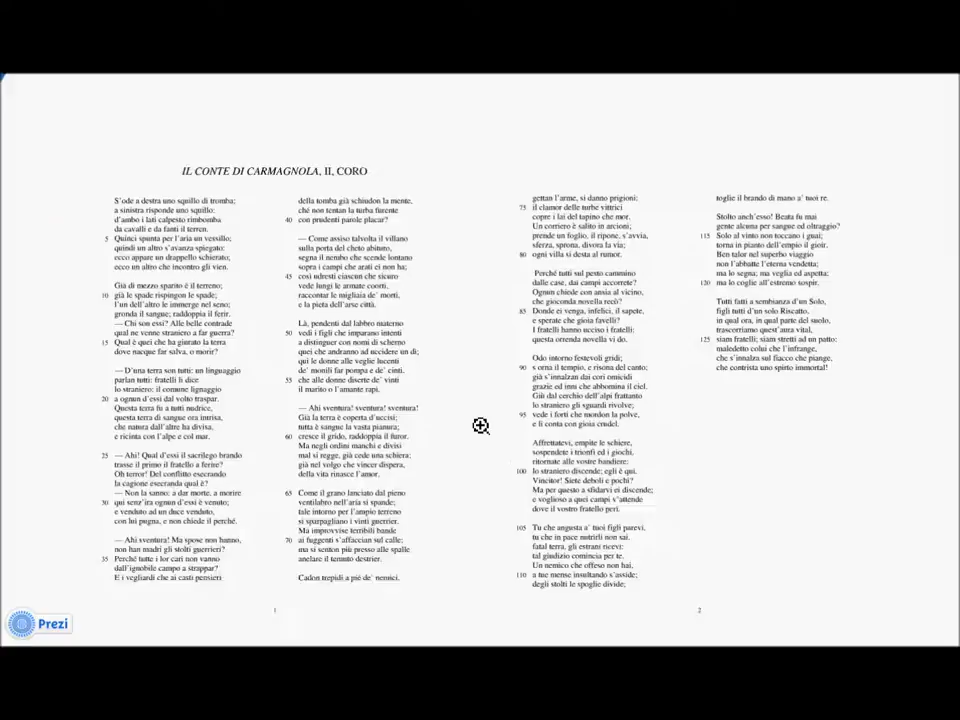 IL CONTE DI CARMAGNOLA, II, CORO
S'ode a destra uno squillo di tromba;
a sinistra risponde uno squillo:
d'ambo i lati calpesto rimbomba
da cavalli e da fanti il terren.
5 Quinci spunta per l'aria un vessillo;
quindi un altro s'avanza spiegato:
ecco appare un drappello schierato;
ecco un altro che incontro gli vien.
Già di mezzo sparito è il terreno;
10 già le spade rispingon le spade;
l'un dell'altro le immerge nel seno;
gronda il sangue; raddoppia il ferir.
— Chi son essi? Alle belle contrade
qual ne venne straniero a far guerra?
15 Qual è quei che ha giurato la terra
dove nacque far salva, o morir?
— D'una terra son tutti: un linguaggio
parlan tutti: fratelli li dice
lo straniero: il comune lignaggio
20 a ognun d'essi dal volto traspar.
Questa terra fu a tutti nudrice,
questa terra di sangue ora intrisa,
che natura dall'altre ha divisa,
e ricinta con l'alpe e col mar.
25 — Ahi! Qual d'essi il sacrilego brando
trasse il primo il fratello a ferire?
Oh terror! Del conflitto esecrando
la cagione esecranda qual è?
— Non la sanno: a dar morte, a morire
30 qui senz'ira ognun d'essi è venuto;
e venduto ad un duce venduto,
con lui pugna, e non chiede il perché.
— Ahi sventura! Ma spose non hanno,
non han madri gli stolti guerrieri?
35 Perché tutte i lor cari non vanno
dall'ignobile campo a strappar?
E i vegliardi che ai casti pensieri
della tomba già schiudon la mente,
ché non tentan la turba furente
40 con prudenti parole placar?
— Come assiso talvolta il villano
sulla porta del cheto abituro,
segna il nembo che scende lontano
sopra i campi che arati ei non ha;
45 così udresti ciascun che sicuro
vede lungi le armate coorti,
raccontar le migliaia de' morti,
e la pieta dell'arse città.
Là, pendenti dal labbro materno
50 vedi i figli che imparano intenti
a distinguer con nomi di scherno
quei che andranno ad uccidere un dì;
qui le donne alle veglie lucenti
de' monili far pompa e de' cinti,
55 che alle donne diserte de' vinti
il marito o l'amante rapì.
— Ahi sventura! sventura! sventura!
Già la terra è coperta d'uccisi;
tutta è sangue la vasta pianura;
60 cresce il grido, raddoppia il furor.
Ma negli ordini manchi e divisi
mal si regge, già cede una schiera;
già nel volgo che vincer dispera,
della vita rinasce l'amor.
65 Come il grano lanciato dal pieno
ventilabro nell'aria si spande;
tale intorno per l'ampio terreno
si sparpagliano i vinti guerrier.
Ma improvvise terribili bande
70 ai fuggenti s'affaccian sul calle;
ma si senton più presso alle spalle
anelare il temuto destrier.
Cadon trepidi a piè de' nemici,
1
gettan l'arme, si danno prigioni:
75 il clamor delle turbe vittrici
copre i lai del tapino che mor.
Un corriero è salito in arcioni;
prende un foglio, il ripone, s'avvia,
sferza, sprona, divora la via;
80 ogni villa si desta al rumor.
Perché tutti sul pesto cammino
dalle case, dai campi accorrete?
Ognun chiede con ansia al vicino,
che gioconda novella recò?
85 Donde ei venga, infelici, il sapete,
e sperate che gioia favelli?
I fratelli hanno ucciso i fratelli:
questa orrenda novella vi do.
Odo intorno festevoli gridi;
90 s'orna il tempio, e risona del canto;
già s'innalzan dai cori omicidi
grazie ed inni che abbomina il ciel.
Giù dal cerchio dell'alpi frattanto
lo straniero gli sguardi rivolve;
95 vede i forti che mordon la polve,
e li conta con gioia crudel.
Affrettatevi, empite le schiere,
sospendete i trionfi ed i giochi,
ritornate alle vostre bandiere:
100 lo straniero discende; egli è qui.
Vincitor! Siete deboli e pochi?
Ma per questo a sfidarvi ei discende;
e voglioso a quei campi v'attende
dove il vostro fratello perì.
105 Tu che angusta a' tuoi figli parevi,
tu che in pace nutrirli non sai,
fatal terra, gli estrani ricevi:
tal giudizio comincia per te.
Un nemico che offeso non hai,
110 a tue mense insultando s'asside;
degli stolti le spoglie divide;
toglie il brando di mano a' tuoi re.
Stolto anch'esso! Beata fu mai
gente alcuna per sangue ed oltraggio?
115 Solo al vinto non toccano i guai;
torna in pianto dell'empio il gioir.
Ben talor nel superbo viaggio
non l'abbatte l'eterna vendetta;
ma lo segna; ma veglia ed aspetta;
120 ma lo coglie all'estremo sospir.
Tutti fatti a sembianza d'un Solo,
figli tutti d'un solo Riscatto,
in qual ora, in qual parte del suolo,
trascorriamo quest'aura vital,
125 siam fratelli; siam stretti ad un patto:
maledetto colui che l'infrange,
che s'innalza sul fiacco che piange,
che contrista uno spirto immortal!
2
Prezi